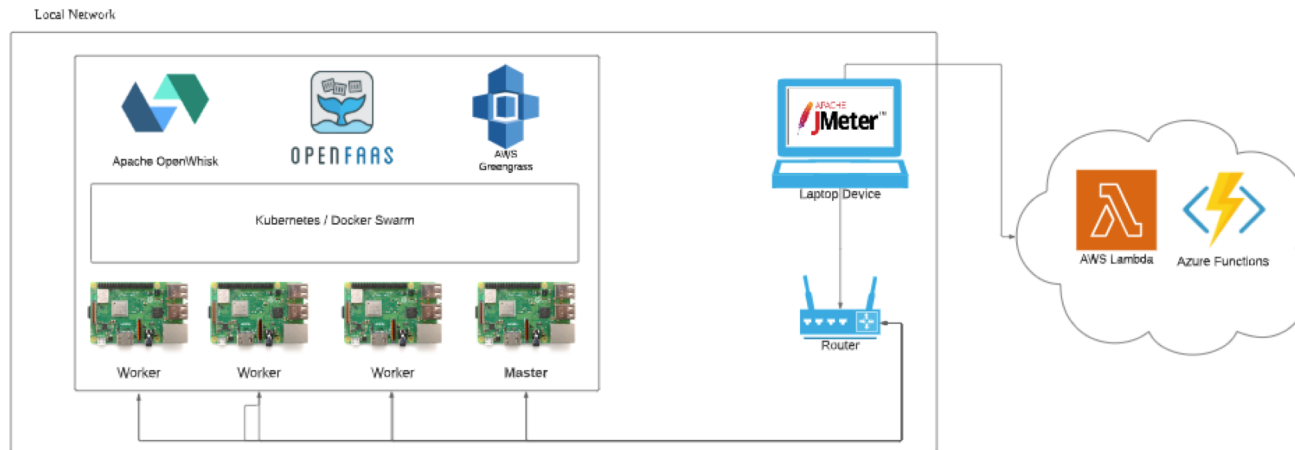 Local Network
Apache OpenWhisk
OPENFAAS
AWS
Greengrass
APACHE
JMeter™
Laptop Device
Kubernetes / Docker Swarm
AWS Lambda
Azure Functions
Router
Worker
Worker
Worker
Master